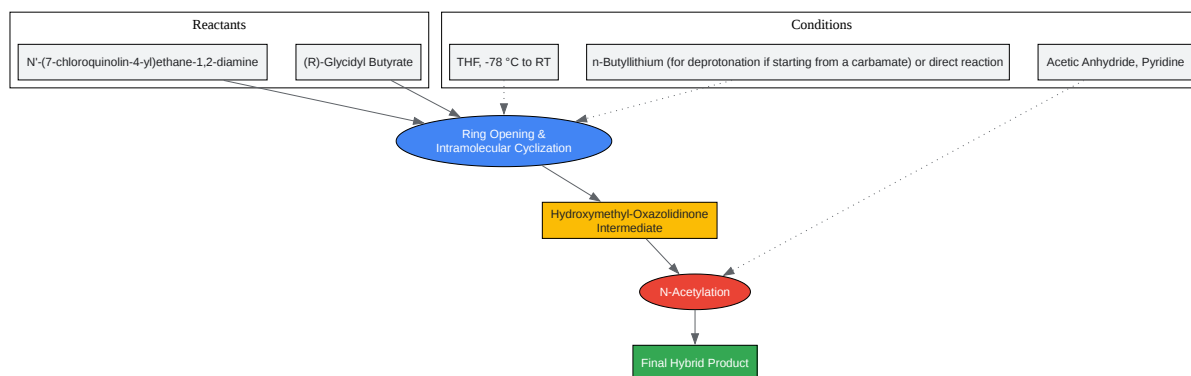 Reactants
Conditions
N'-(7-chloroquinolin-4-yl)ethane-1,2-diamine
(R)-Glycidyl Butyrate
THF, -78 °C to RT
n-Butyllithium (for deprotonation if starting from a carbamate) or direct reaction
Acetic Anhydride, Pyridine
Ring Opening &
Intramolecular Cyclization
Hydroxymethyl-Oxazolidinone
Intermediate
N-Acetylation
Final Hybrid Product